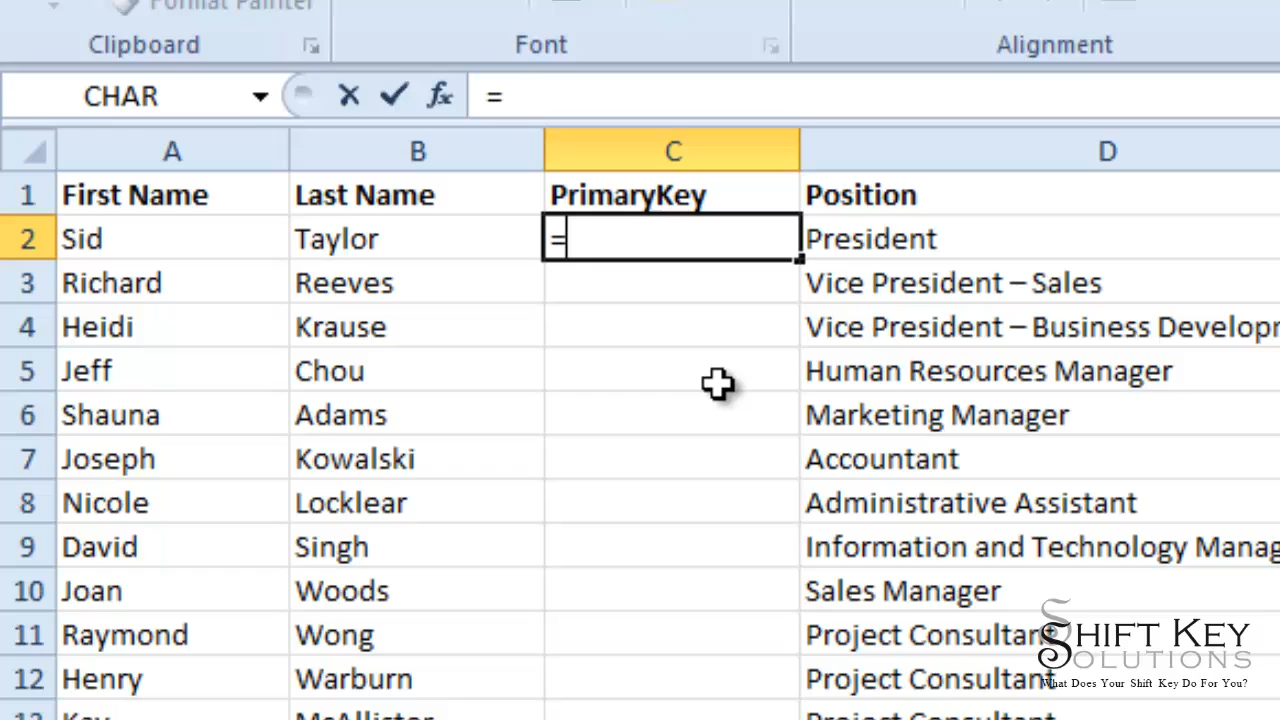 Format Painter
Clipboard Font Alignment
CHAR fx =
A B C D
1 First Name Last Name PrimaryKey Position
2 Sid Taylor = President
3 Richard Reeves Vice President – Sales
4 Heidi Krause Vice President – Business Develop
5 Jeff Chou Human Resources Manager
6 Shauna Adams Marketing Manager
7 Joseph Kowalski Accountant
8 Nicole Locklear Administrative Assistant
9 David Singh Information and Technology Manag
10 Joan Woods Sales Manager
11 Raymond Wong Project Consultant
12 Henry Warburn Project Consultant
SHIFT KEY
SOLUTIONS
What Does Your Shift Key Do For You?